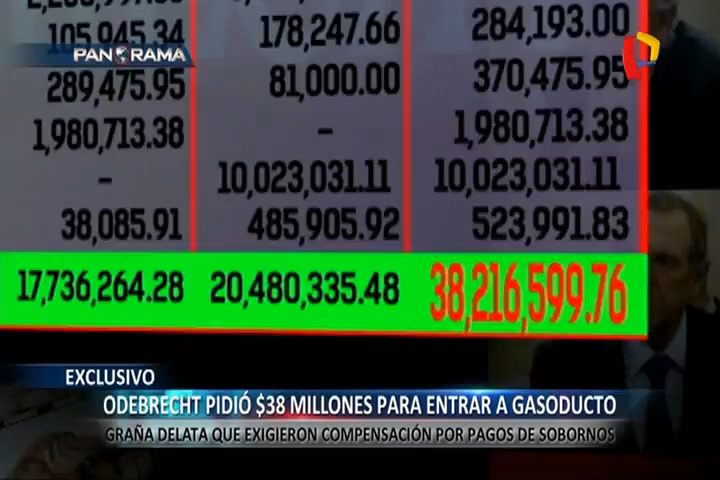 PANORAMA
105,945.34 178,247.66 284,193.00
289,475.95 81,000.00 370,475.95
1,980,713.38 – 1,980,713.38
– 10,023,031.11 10,023,031.11
38,085.91 485,905.92 523,991.83
17,736,264.28 20,480,335.48 38,216,599.76
EXCLUSIVO
ODEBRECHT PIDIÓ $38 MILLONES PARA ENTRAR A GASODUCTO
GRAÑA DELATA QUE EXIGIERON COMPENSACIÓN POR PAGOS DE SOBORNOS